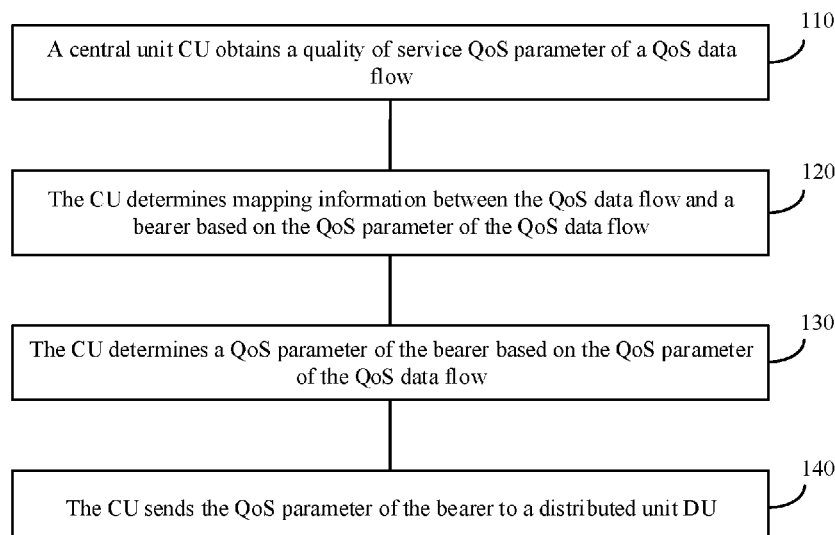 110
A central unit CU obtains a quality of service QoS parameter of a QoS data
flow
120
The CU determines mapping information between the QoS data flow and a
bearer based on the QoS parameter of the QoS data flow
130
The CU determines a QoS parameter of the bearer based on the QoS parameter
of the QoS data flow
140
The CU sends the QoS parameter of the bearer to a distributed unit DU